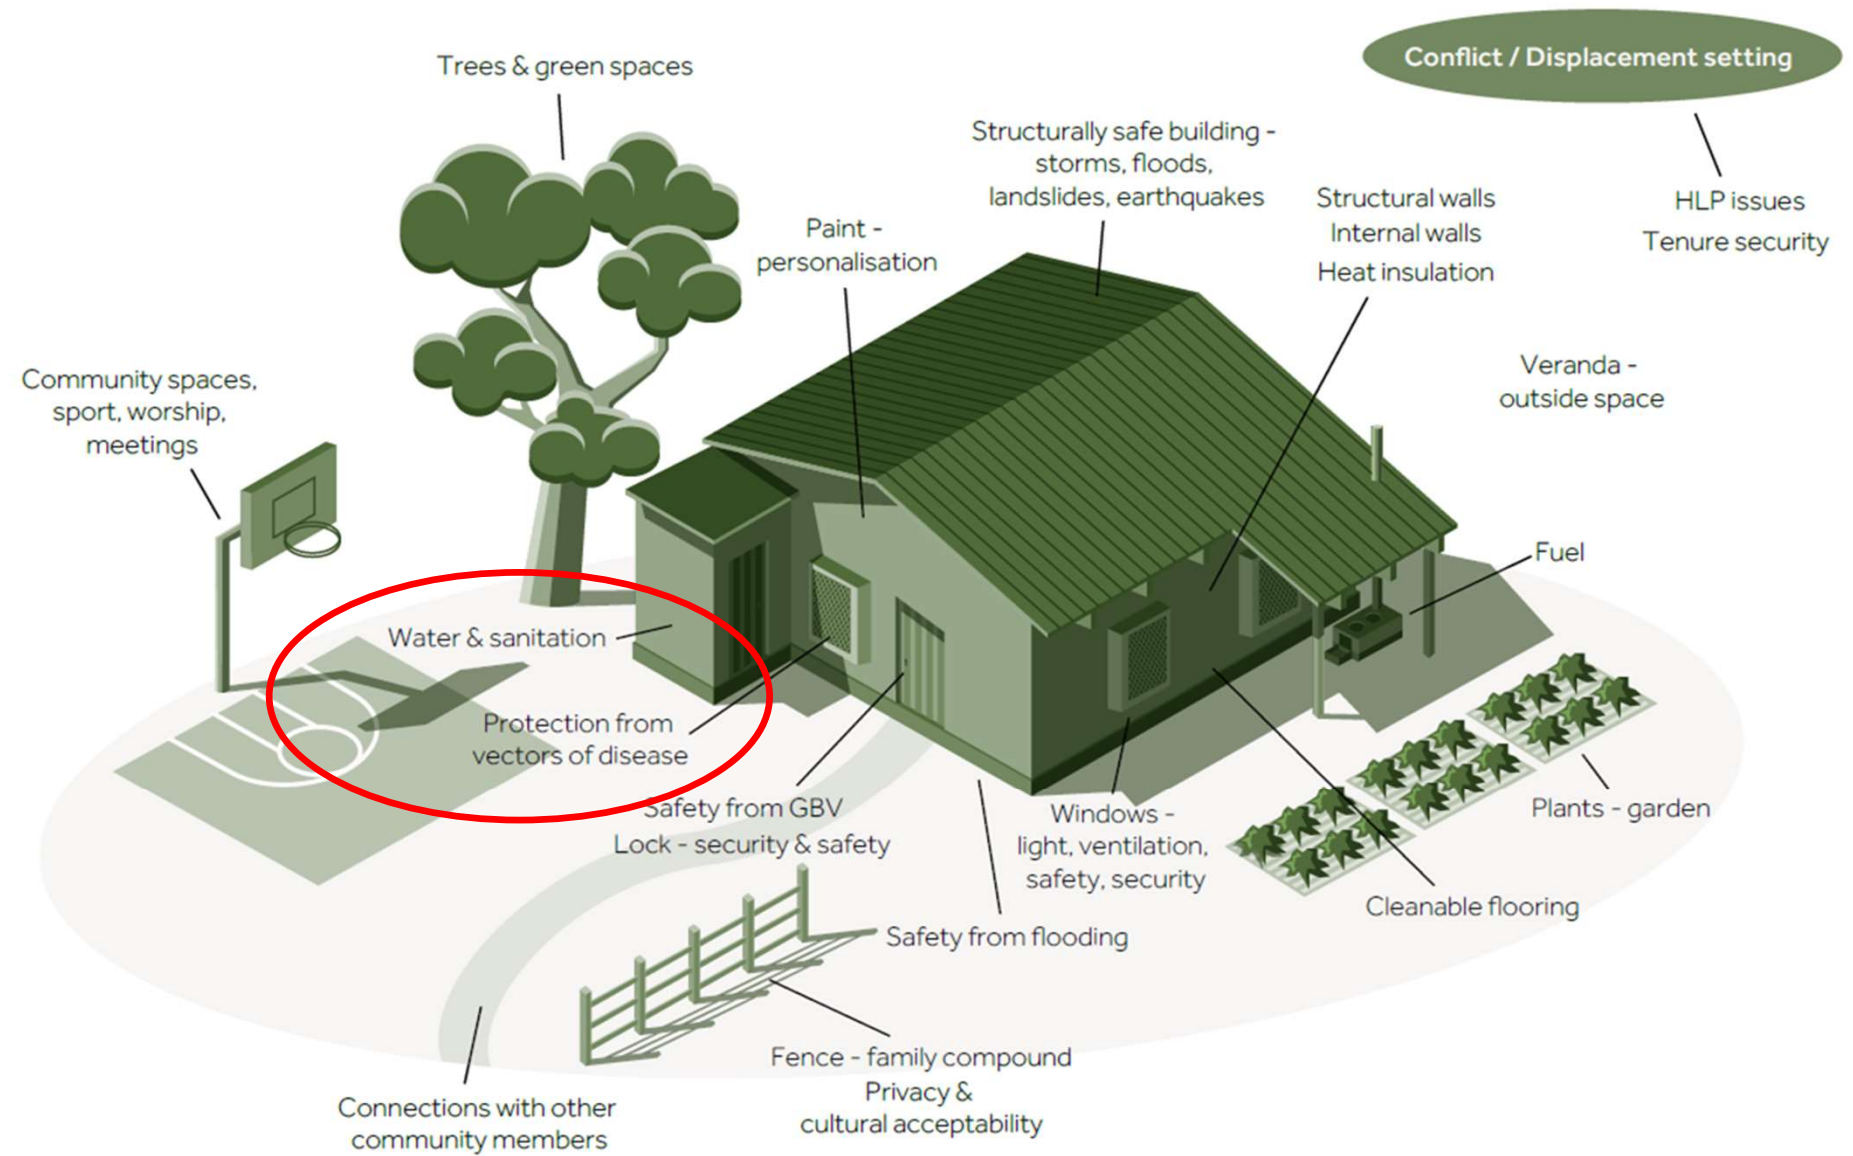 Conflict / Displacement setting
Trees & green spaces
Structurally safe building -
storms, floods,
landslides, earthquakes
Structural walls
Internal walls
Heat insulation
HLP issues
Tenure security
Paint -
personalisation
Community spaces,
sport, worship,
meetings
Veranda -
outside space
Fuel
Water & sanitation
Protection from
vectors of disease
Safety from GBV
Lock - security & safety
Windows -
light, ventilation,
safety, security
Plants - garden
Cleanable flooring
Safety from flooding
Fence - family compound
Privacy &
cultural acceptability
Connections with other
community members